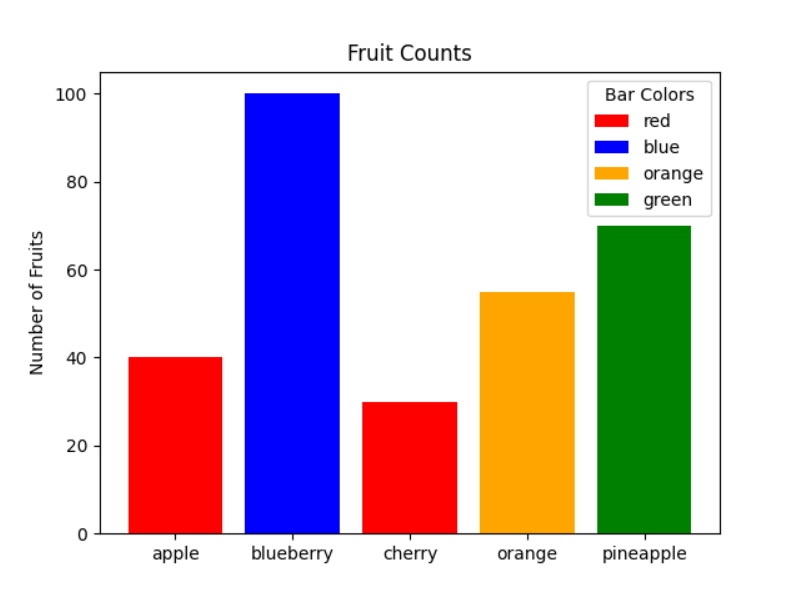 Fruit Counts
Number of Fruits
100
80
60
40
20
0
Bar Colors
red
blue
orange
green
apple
blueberry
cherry
orange
pineapple